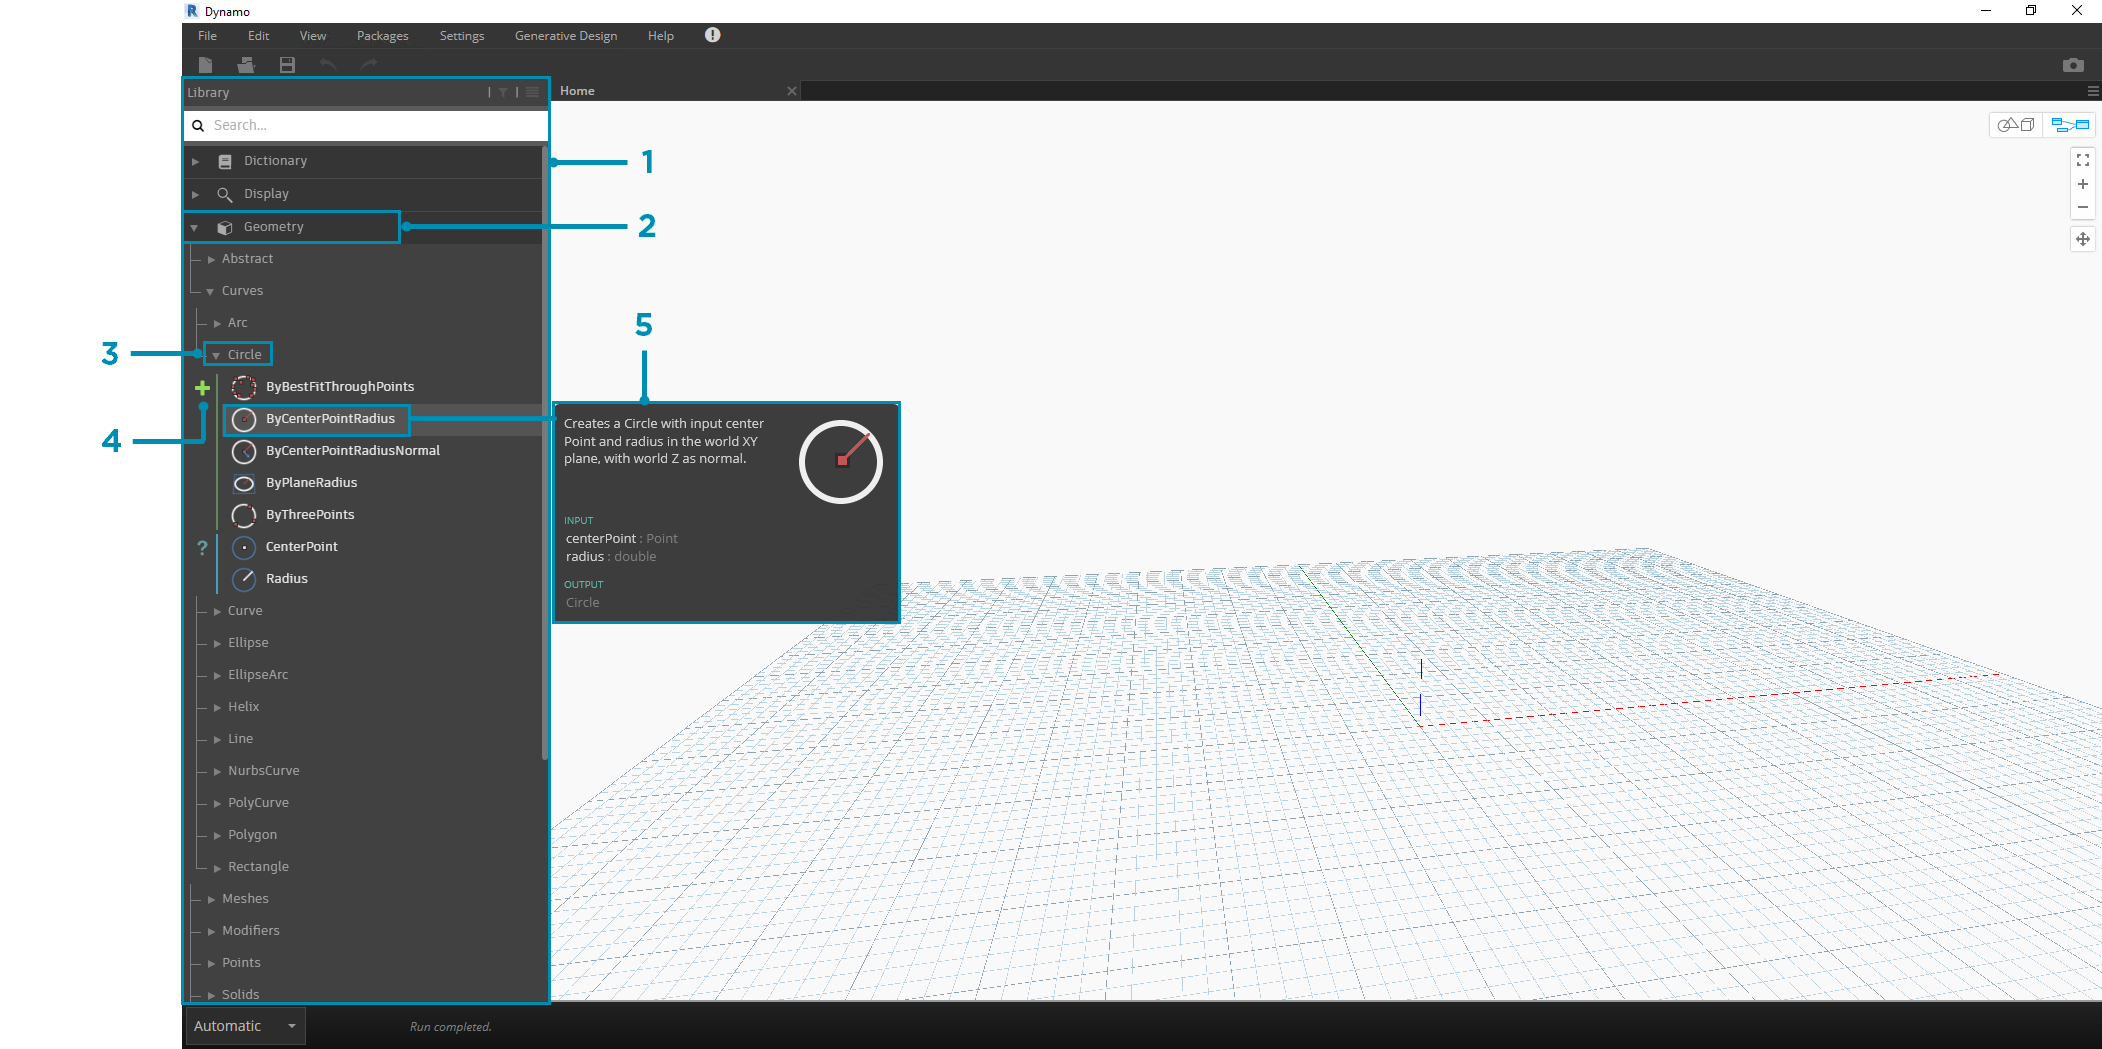 Dynamo
File Edit View Packages Settings Generative Design Help
Library
Home
Search...
Dictionary
1
Display
Geometry
2
Abstract
Curves
Arc
5
3
Circle
ByBestFitThroughPoints
ByCenterPointRadius
4
ByCenterPointRadiusNormal
ByPlaneRadius
ByThreePoints
?
CenterPoint
Radius
Creates a Circle with input center
Point and radius in the world XY
plane, with world Z as normal.
INPUT
centerPoint : Point
radius : double
OUTPUT
Circle
Curve
Ellipse
EllipseArc
Helix
Line
NurbsCurve
PolyCurve
Polygon
Rectangle
Meshes
Modifiers
Points
Solids
Automatic
Run completed.